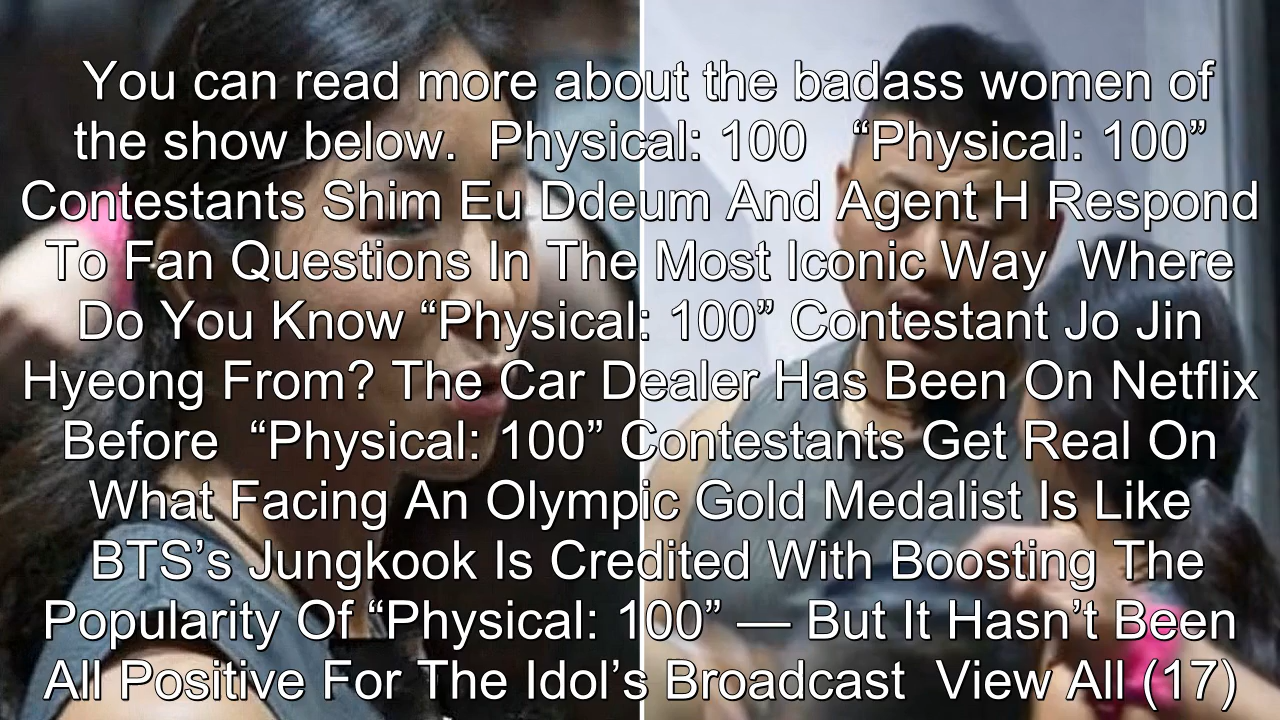 You can read more about the badass women of
the show below.  Physical: 100   “Physical: 100”
Contestants Shim Eu Ddeum And Agent H Respond
To Fan Questions In The Most Iconic Way  Where
Do You Know “Physical: 100” Contestant Jo Jin
Hyeong From? The Car Dealer Has Been On Netflix
Before  “Physical: 100” Contestants Get Real On
What Facing An Olympic Gold Medalist Is Like
BTS’s Jungkook Is Credited With Boosting The
Popularity Of “Physical: 100” — But It Hasn’t Been
All Positive For The Idol’s Broadcast  View All (17)